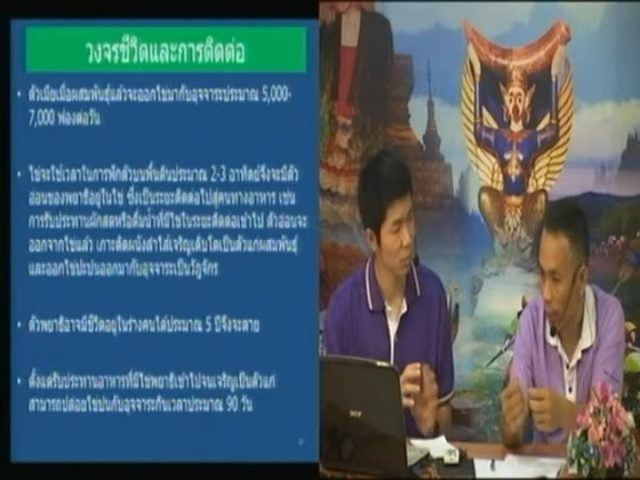 วงจรชีวิตและการติดต่อ
• ตัวเมียเมื่อผสมพันธุ์แล้วจะออกไข่มากับอุจจาระประมาณ 5,000-
7,000 ฟองต่อวัน
• ไข่จะใช้เวลาในการฟักตัวบนพื้นดินประมาณ 2-3 อาทิตย์จึงจะมีตัว
อ่อนของพยาธิอยู่ในไข่ ซึ่งเป็นระยะติดต่อไปสู่คนทางอาหาร เช่น
การรับประทานผักสดหรือดื่มน้ำที่มีไข่ในระยะติดต่อเข้าไป ตัวอ่อนจะ
ออกจากไข่แล้ว เกาะติดผนังลำไส้เจริญเติบโตเป็นตัวแก่ผสมพันธุ์
และออกไข่ปะปนออกมากับอุจจาระเป็นวัฏจักร
• ตัวพยาธิอาจมีชีวิตอยู่ในร่างคนได้ประมาณ 5 ปีจึงจะตาย
• ตั้งแต่รับประทานอาหารที่มีไข่พยาธิเข้าไปจนเจริญเป็นตัวแก่
สามารถปล่อยไข่ปนกับอุจจาระกินเวลาประมาณ 90 วัน
acer